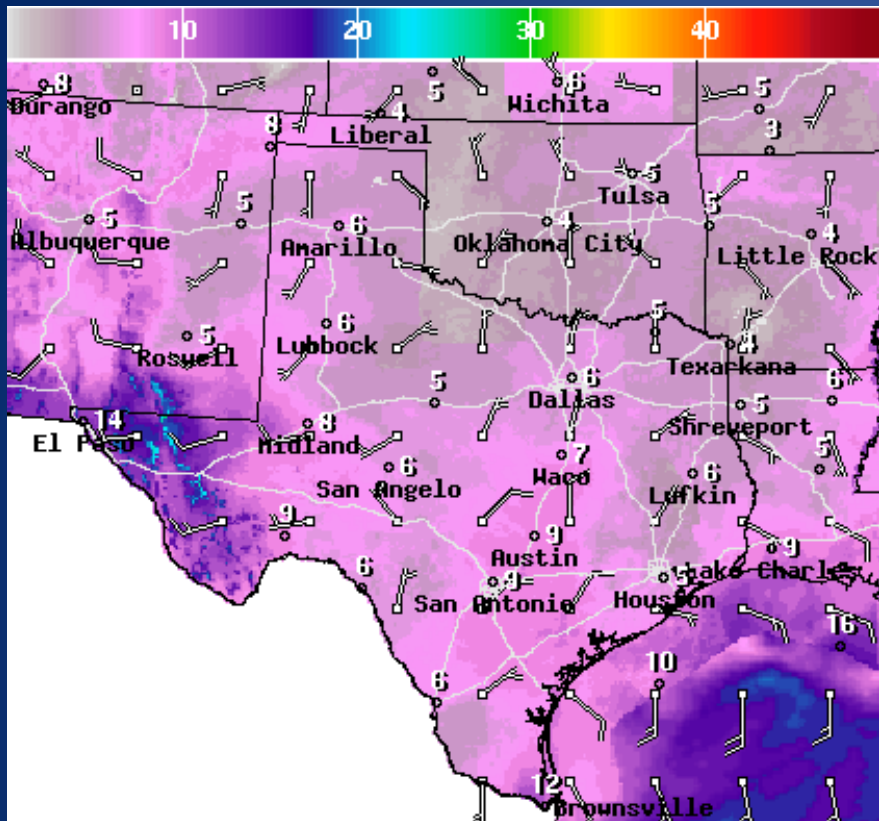 10 20 30 40
8 5 6 5
Durango Wichita
4
Liberal
8 3
5
Tulsa
5 5 6 4 5 4
Albuquerque Amarillo Oklahoma City Little Rock
5 6 5
Roswell Lubbock 4
Texarkana
6
Dallas
5 5 6
14 8 Shreveport
El Paso Midland
7
6 Waco 6 5
San Angelo Lufkin
9 9 9
Austin
6 9 5 Lake Charles
San Antonio Houston
16
10
6
12
Brownsville